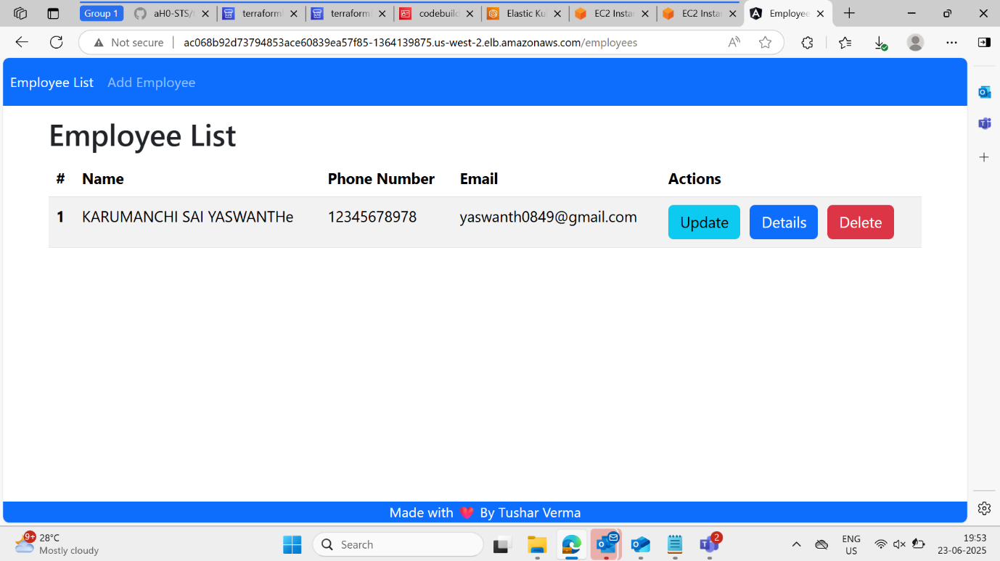 Group 1 aH0-STS/ terraform terraform codebuild Elastic Ku EC2 Insta EC2 Insta Employee
Not secure ac068b92d73794853ace60839ea57f85-1364139875.us-west-2.elb.amazonaws.com/employees
Employee List Add Employee
Employee List
# Name Phone Number Email Actions
1 KARUMANCHI SAI YASWANTHe 12345678978 yaswanth0849@gmail.com Update Details Delete
Made with By Tushar Verma
9+ 28°C
Mostly cloudy
Search
2
ENG
US
19:53
23-06-2025